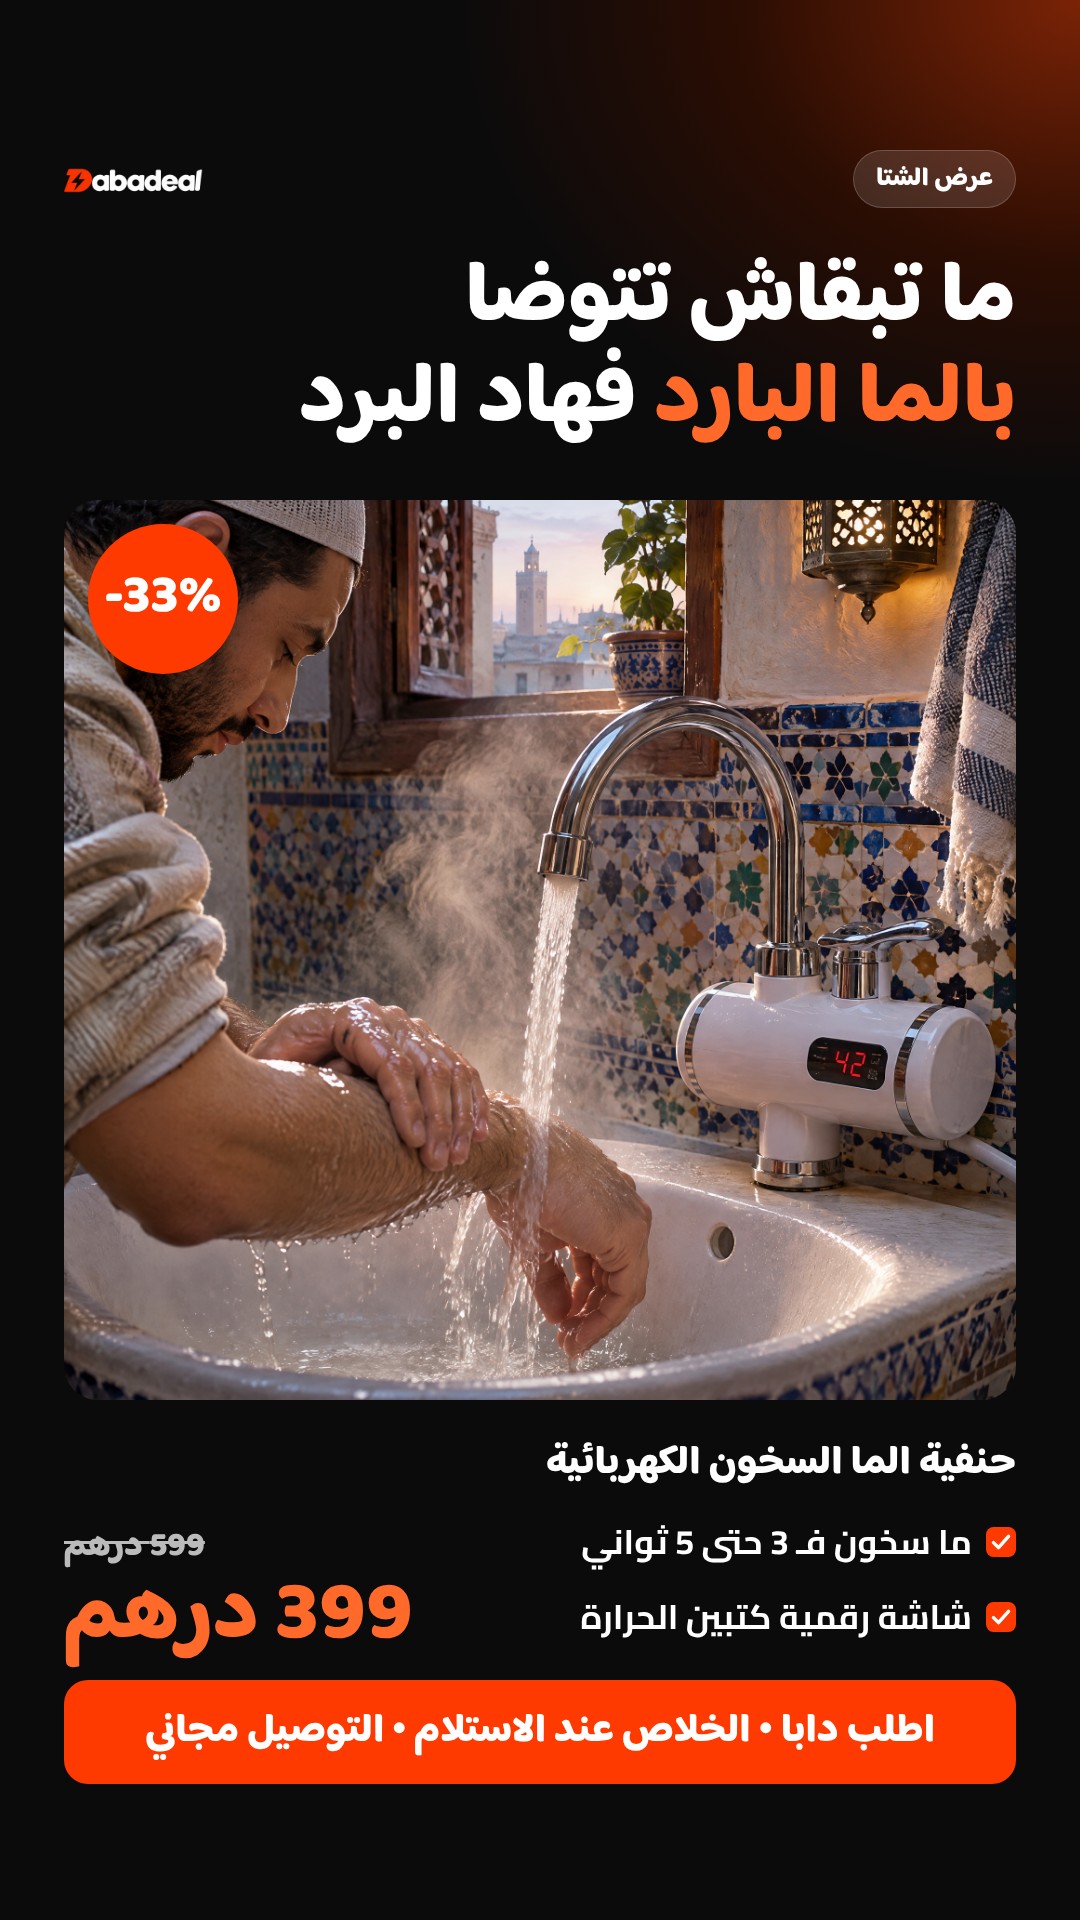 Dabadeal
عرض الشتا
ما تبقاش تتوضا
بالما البارد فهاد البرد
-33%
42
حنفية الما السخون الكهربائية
ما سخون فـ 3 حتى 5 ثواني
شاشة رقمية كتبين الحرارة
599 درهم
399 درهم
اطلب دابا • الخلاص عند الاستلام • التوصيل مجاني